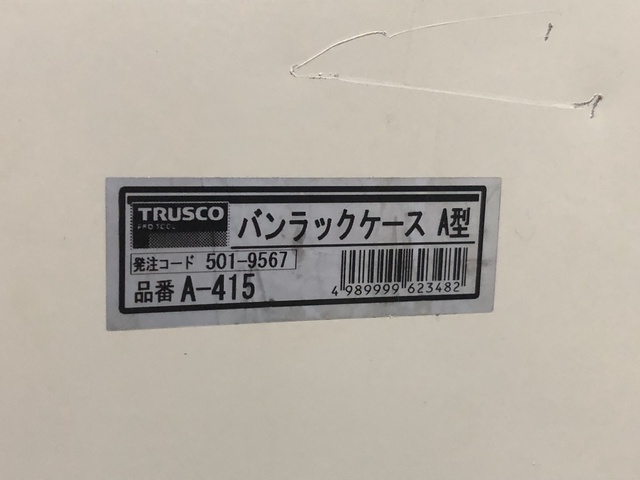 TRUSCO
PRO TOOL
バンラックケース A型
発注コード 501-9567
品番 A-415
4 989999 623482